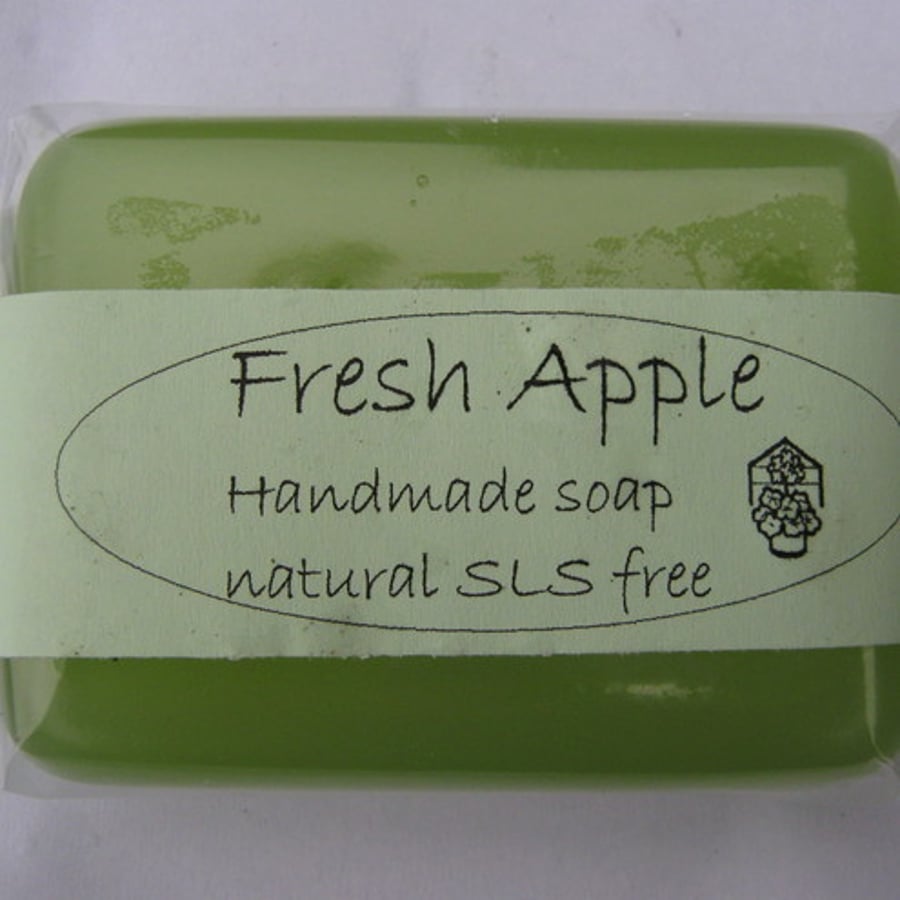 Fresh Apple
Handmade soap
natural SLS free